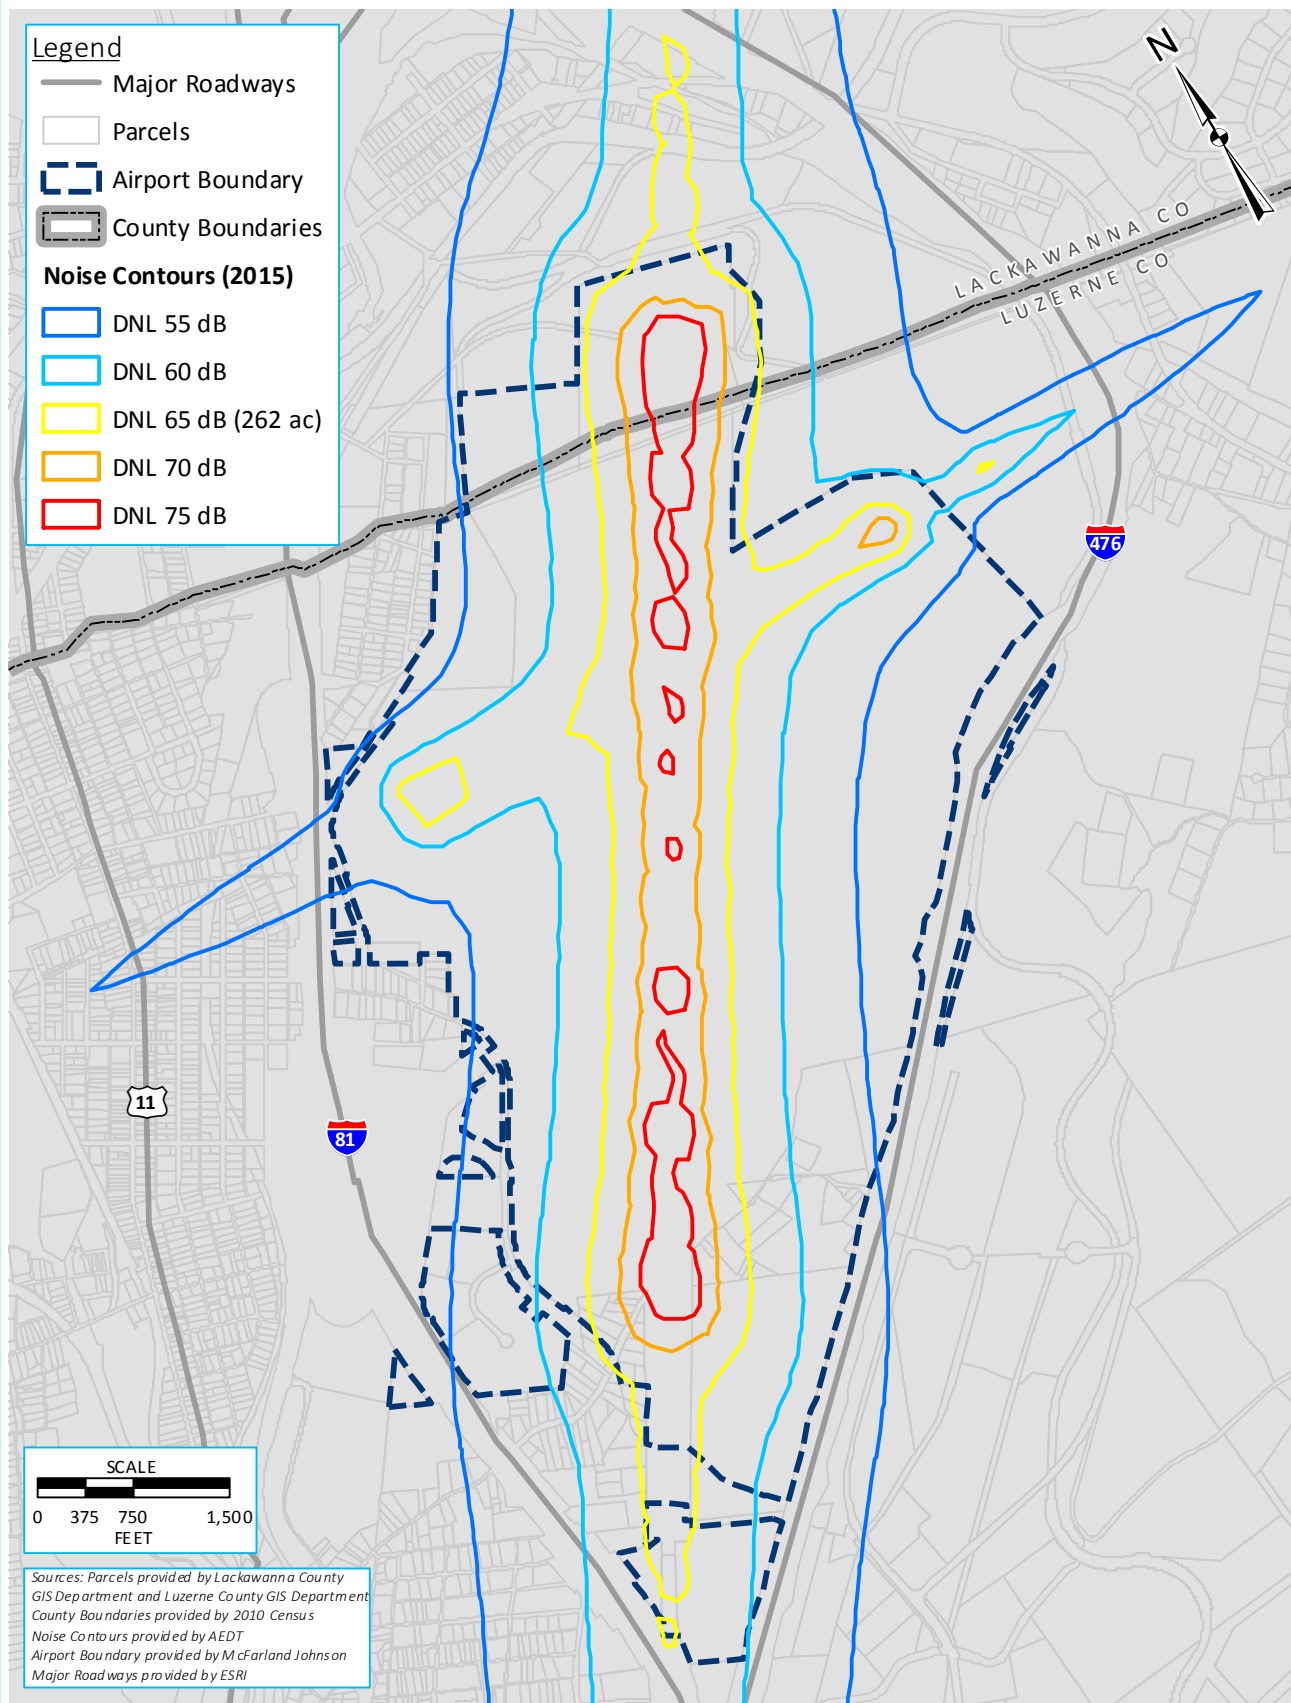 Legend
Major Roadways
Parcels
Airport Boundary
County Boundaries
Noise Contours (2015)
DNL 55 dB
DNL 60 dB
DNL 65 dB (262 ac)
DNL 70 dB
DNL 75 dB
N
LACKAWANNA CO
LUZERNE CO
476
11
81
SCALE
0 375 750 1,500
FEET
Sources: Parcels provided by Lackawanna County
GIS Department and Luzerne County GIS Department
County Boundaries provided by 2010 Census
Noise Contours provided by AEDT
Airport Boundary provided by McFarland Johnson
Major Roadways provided by ESRI